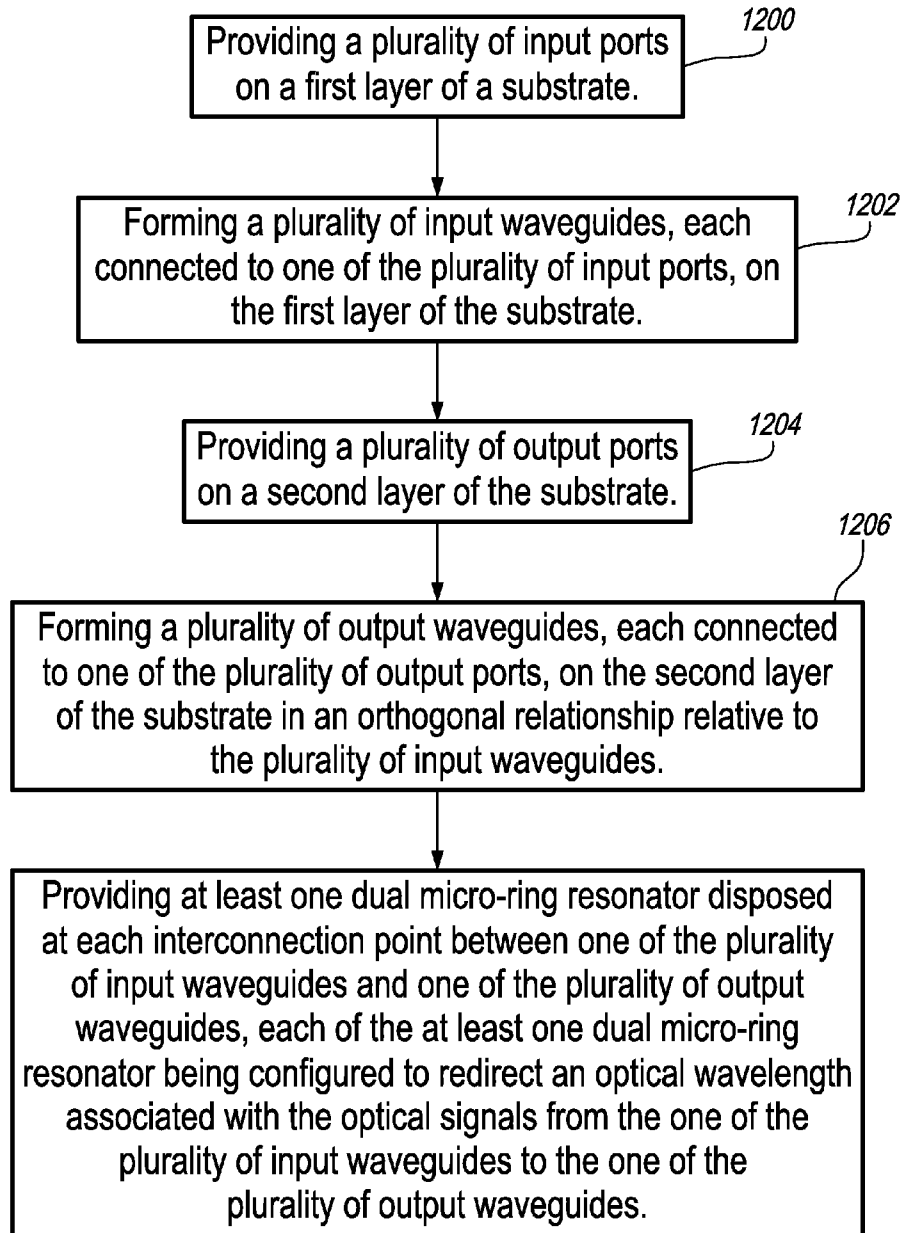 1200
Providing a plurality of input ports
on a first layer of a substrate.
1202
Forming a plurality of input waveguides, each
connected to one of the plurality of input ports, on
the first layer of the substrate.
1204
Providing a plurality of output ports
on a second layer of the substrate.
1206
Forming a plurality of output waveguides, each connected
to one of the plurality of output ports, on the second layer
of the substrate in an orthogonal relationship relative to
the plurality of input waveguides.
Providing at least one dual micro-ring resonator disposed
at each interconnection point between one of the plurality
of input waveguides and one of the plurality of output
waveguides, each of the at least one dual micro-ring
resonator being configured to redirect an optical wavelength
associated with the optical signals from the one of the
plurality of input waveguides to the one of the
plurality of output waveguides.